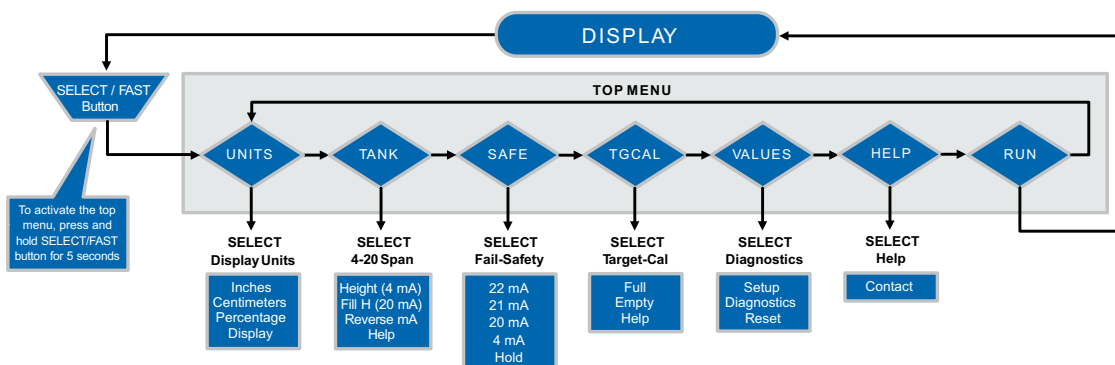 DISPLAY
SELECT / FAST
Button
TOP MENU
UNITS
TANK
SAFE
TGCAL
VALUES
HELP
RUN
To activate the top
menu, press and
hold SELECT/FAST
button for 5 seconds
SELECT
Display Units
Inches
Centimeters
Percentage
Display
SELECT
4-20 Span
Height (4 mA)
Fill H (20 mA)
Reverse mA
Help
SELECT
Fail-Safety
22 mA
21 mA
20 mA
4 mA
Hold
SELECT
Target-Cal
Full
Empty
Help
SELECT
Diagnostics
Setup
Diagnostics
Reset
SELECT
Help
Contact